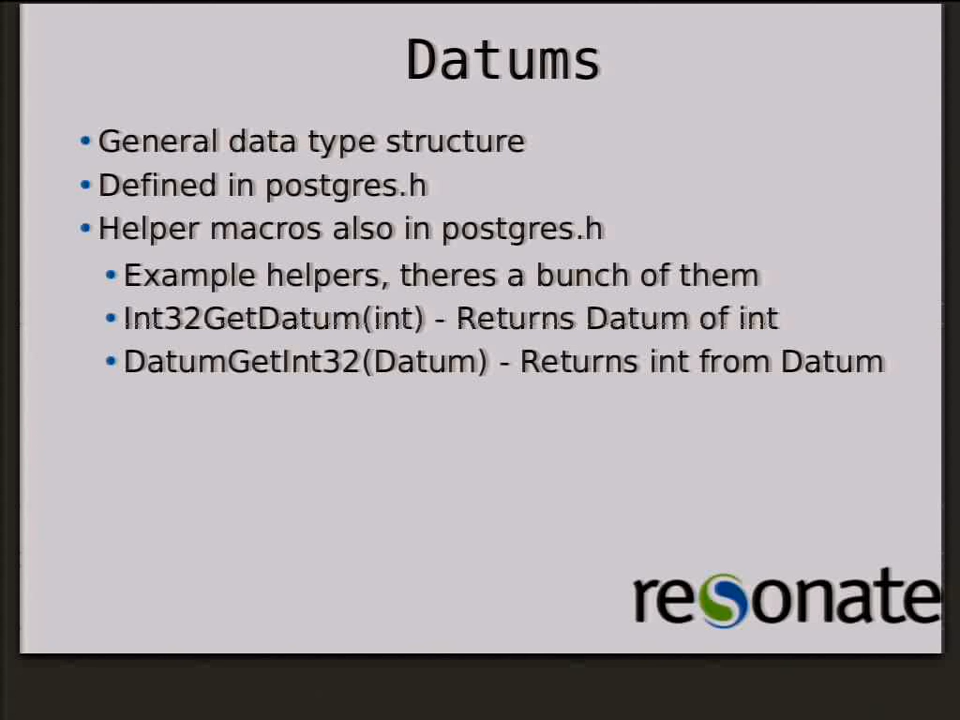 Datums
• General data type structure
• Defined in postgres.h
• Helper macros also in postgres.h
• Example helpers, theres a bunch of them
• Int32GetDatum(int) - Returns Datum of int
• DatumGetInt32(Datum) - Returns int from Datum
resonate